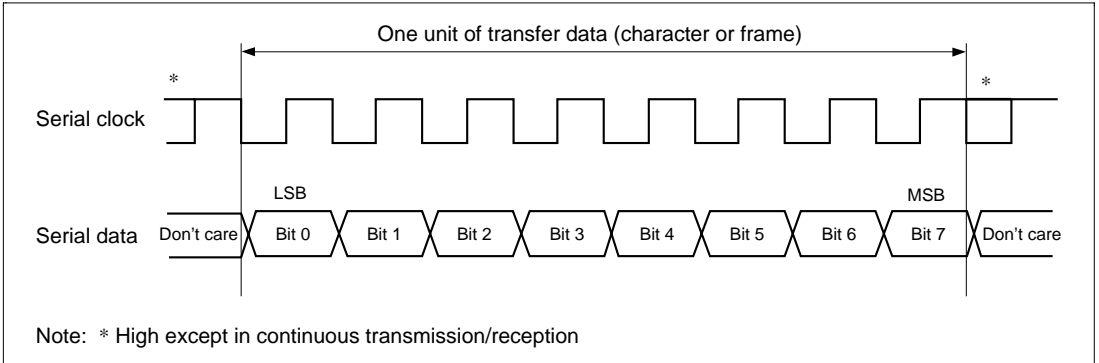 One unit of transfer data (character or frame)
* *
Serial clock
LSB MSB
Serial data Don't care Bit 0 Bit 1 Bit 2 Bit 3 Bit 4 Bit 5 Bit 6 Bit 7 Don't care
Note: * High except in continuous transmission/reception